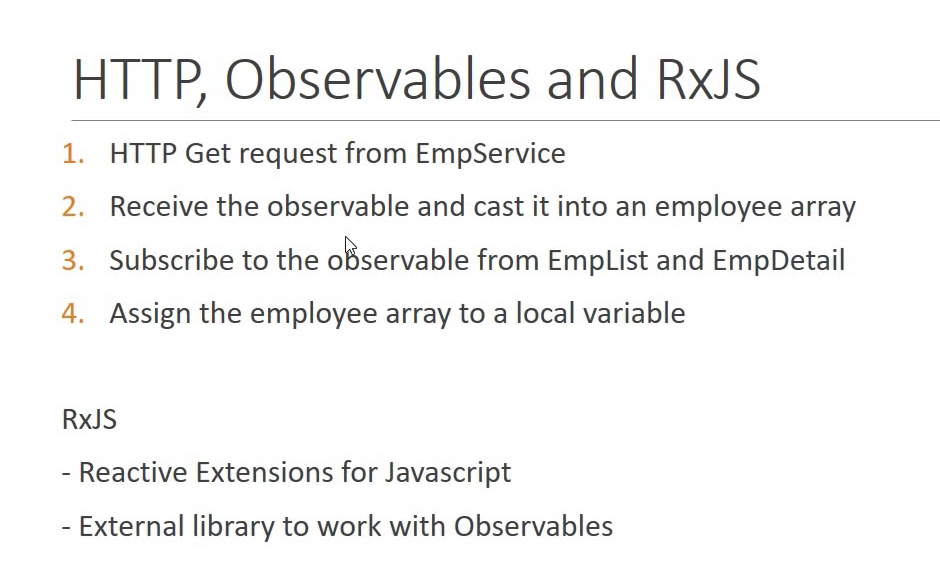 HTTP, Observables and RxJS
1. HTTP Get request from EmpService
2. Receive the observable and cast it into an employee array
3. Subscribe to the observable from EmpList and EmpDetail
4. Assign the employee array to a local variable
RxJS
- Reactive Extensions for Javascript
- External library to work with Observables